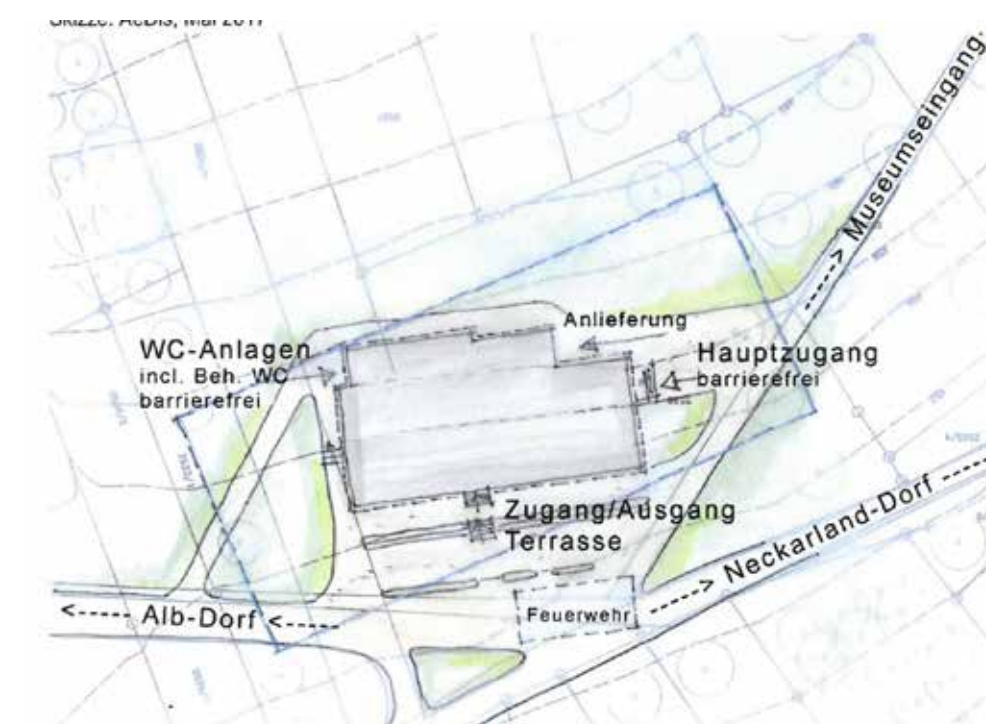 Museumseingang
Anlieferung
WC-Anlagen
incl. Beh. WC
barrierefrei
Hauptzugang
barrierefrei
Zugang/Ausgang
Terrasse
Neckarland-Dorf
Alb-Dorf
Feuerwehr